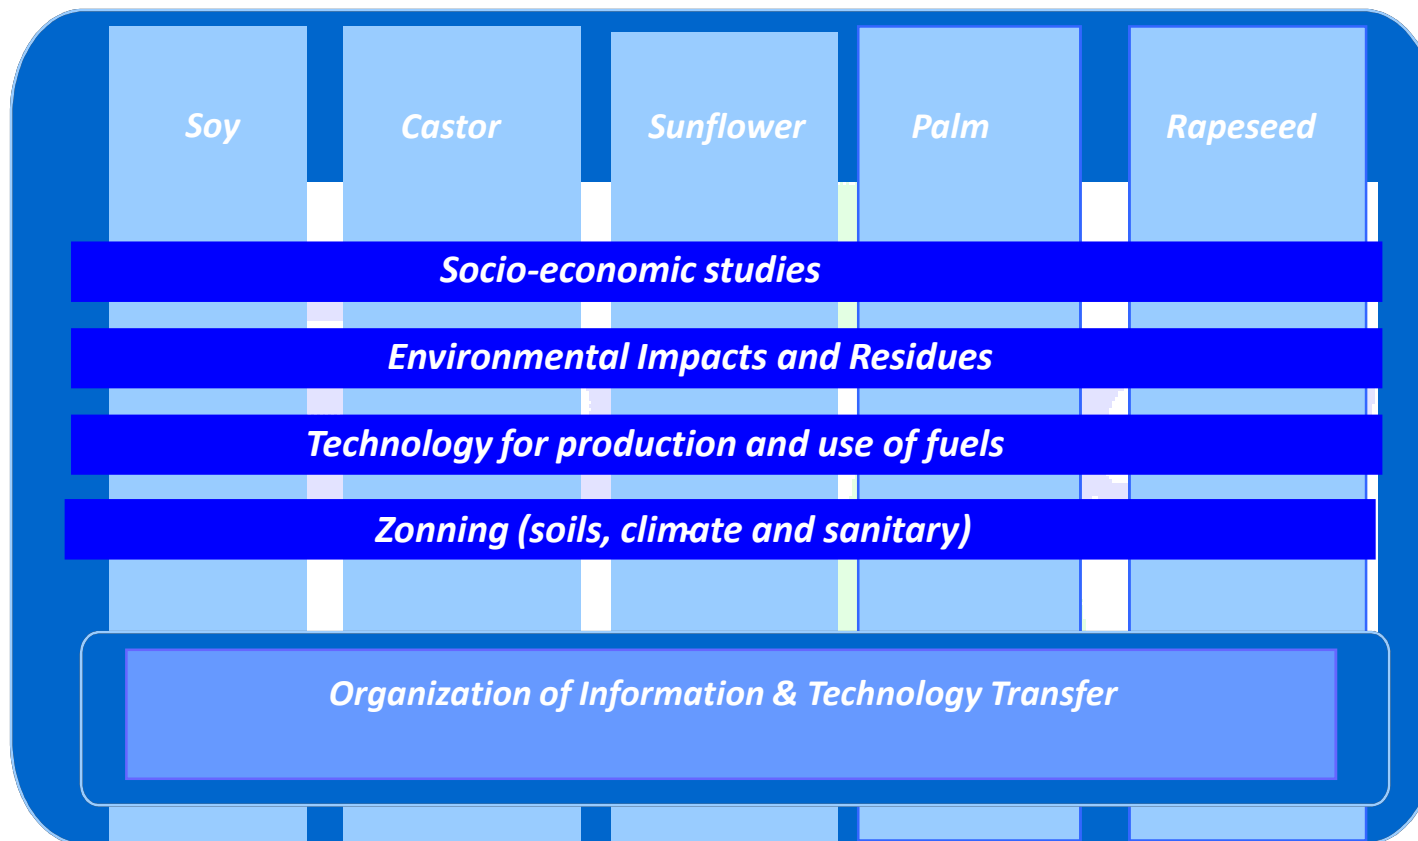 Soy
Castor
Sunflower
Palm
Rapeseed
Socio-economic studies
Environmental Impacts and Residues
Technology for production and use of fuels
Zonning (soils, climate and sanitary)
Organization of Information & Technology Transfer